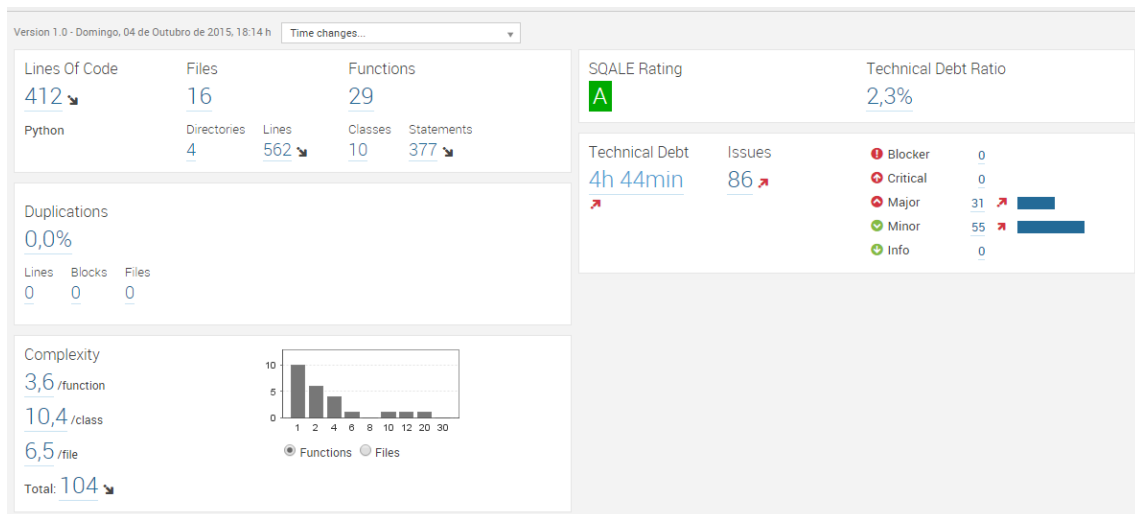 Version 1.0 - Domingo, 04 de Outubro de 2015, 18:14 h Time changes...
Lines Of Code Files Functions
412 16 29
Python Directories Lines Classes Statements
4 562 10 377
Duplications
0,0%
Lines Blocks Files
0 0 0
Complexity
3,6 /function
10,4 /class
6,5 /file
Total: 104
10
5
0
1 2 4 6 8 10 12 20 30
Functions Files
SQALE Rating Technical Debt Ratio
A 2,3%
Technical Debt Issues
4h 44min 86
Blocker 0
Critical 0
Major 31
Minor 55
Info 0